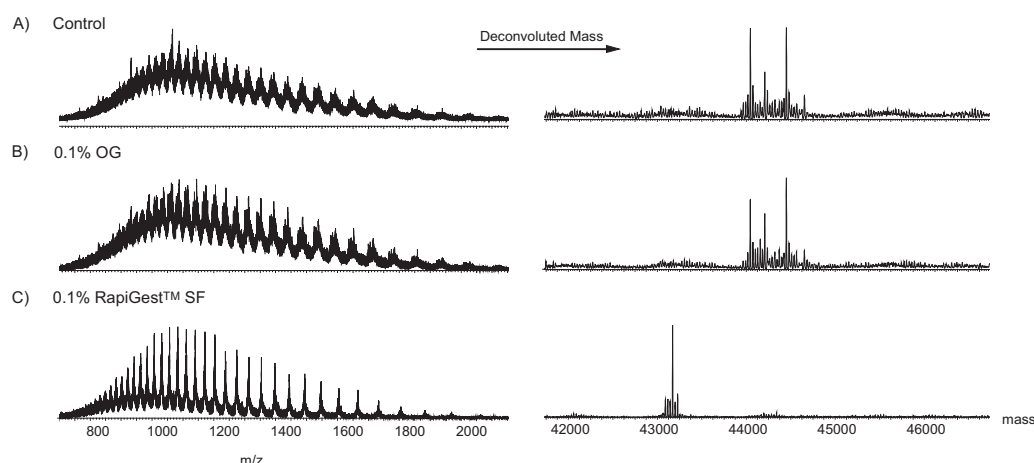 A) Control
Deconvoluted Mass
B) 0.1% OG
C) 0.1% RapiGest™ SF
800 1000 1200 1400 1600 1800 2000
m/z
42000 43000 44000 45000 46000 mass